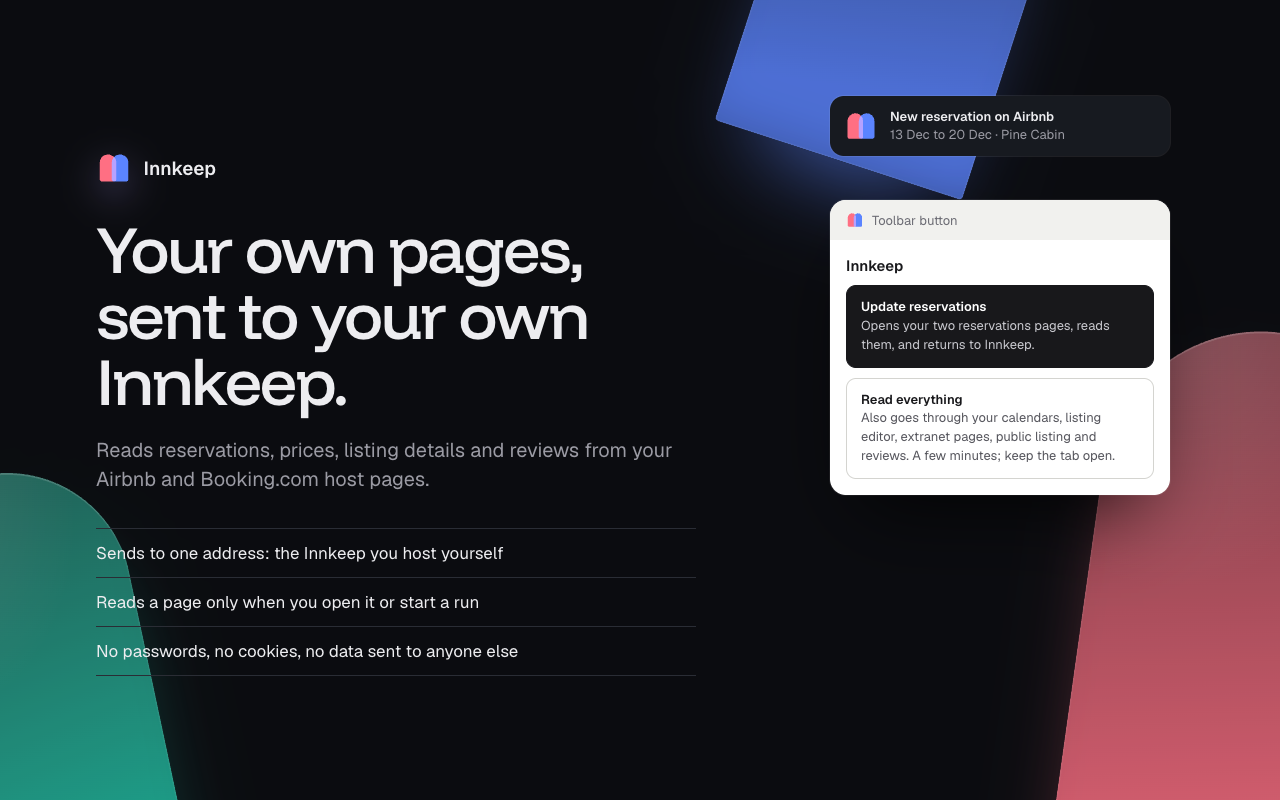 Innkeep
Your own pages,
sent to your own
Innkeep.
Reads reservations, prices, listing details and reviews from your
Airbnb and Booking.com host pages.
Sends to one address: the Innkeep you host yourself
Reads a page only when you open it or start a run
No passwords, no cookies, no data sent to anyone else
New reservation on Airbnb
13 Dec to 20 Dec · Pine Cabin
Toolbar button
Innkeep
Update reservations
Opens your two reservations pages, reads
them, and returns to Innkeep.
Read everything
Also goes through your calendars, listing
editor, extranet pages, public listing and
reviews. A few minutes; keep the tab open.